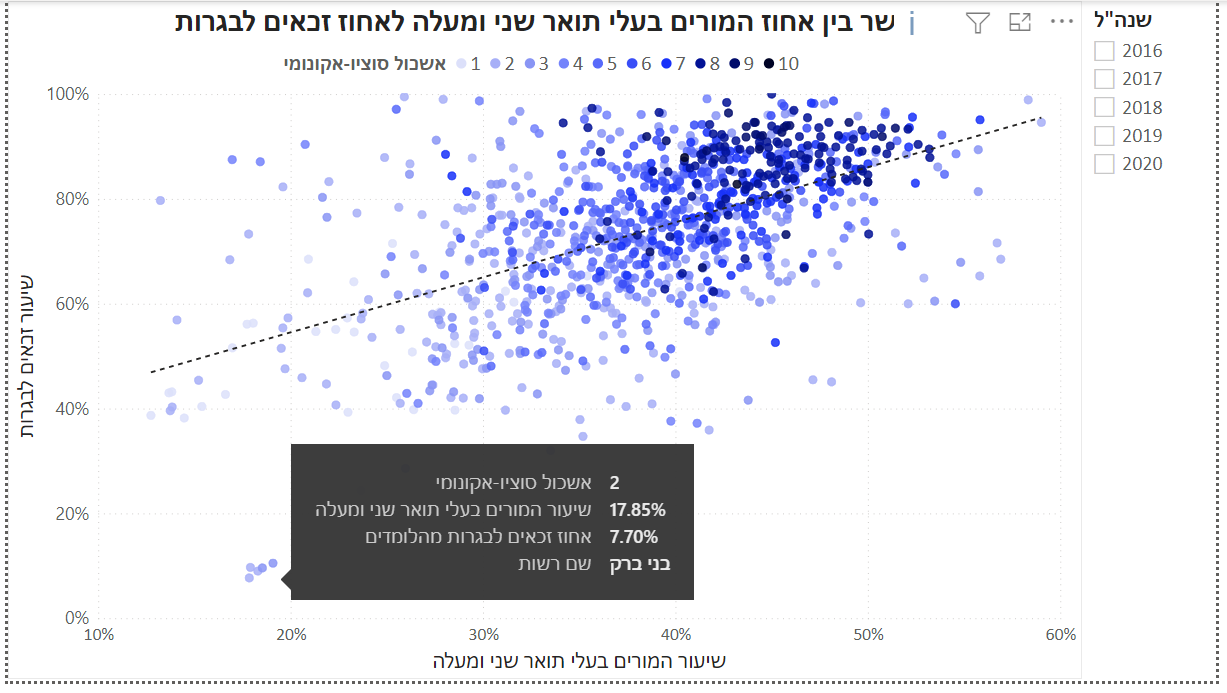 שר בין אחוז המורים בעלי תואר שני ומעלה לאחוז זכאים לבגרות
אשכול סוציו-אקונומי 1 2 3 4 5 6 7 8 9 10
שנה"ל
2016
2017
2018
2019
2020
שיעור זכאים לבגרות
100%
80%
60%
40%
20%
0%
אשכול סוציו-אקונומי 2
שיעור המורים בעלי תואר שני ומעלה 17.85%
אחוז זכאים לבגרות מהלומדים 7.70%
שם רשות בני ברק
10% 20% 30% 40% 50% 60%
שיעור המורים בעלי תואר שני ומעלה